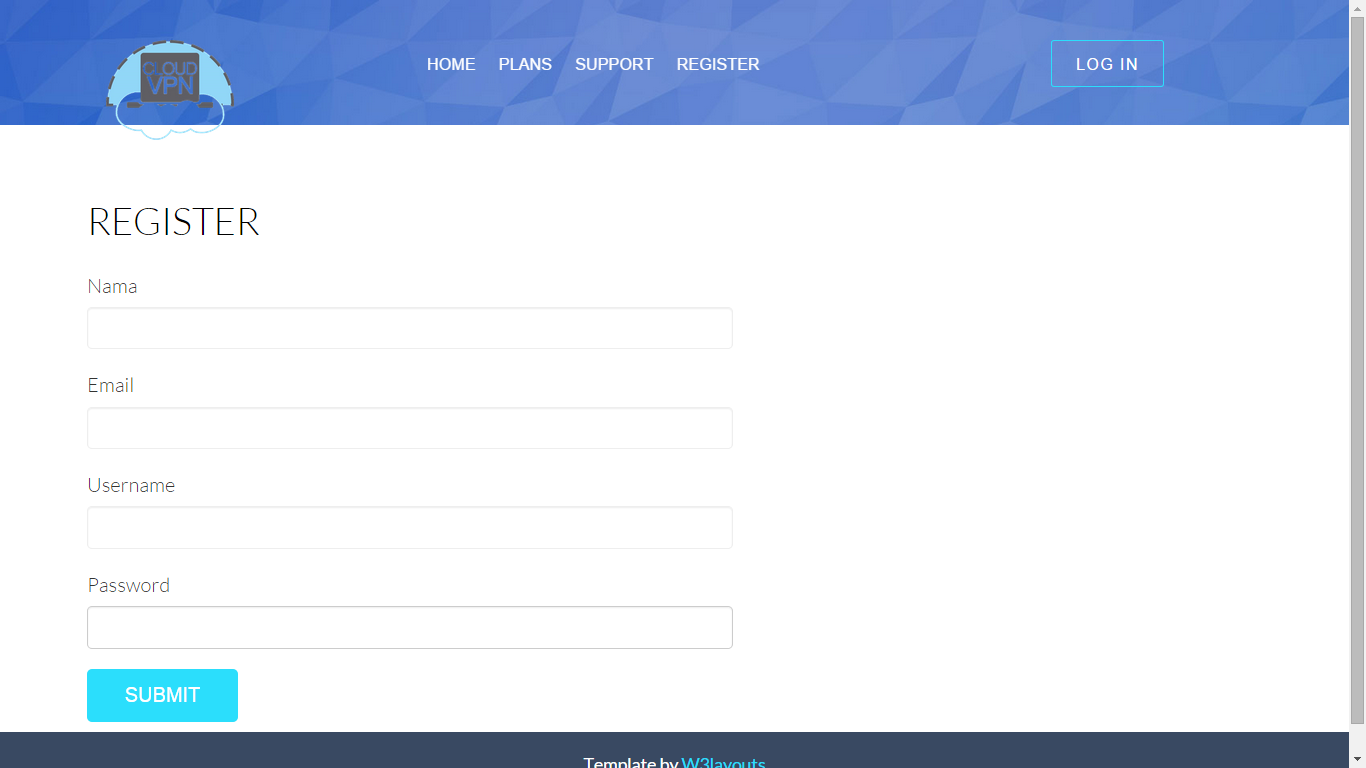 CLOUD
VPN
HOME PLANS SUPPORT REGISTER
LOG IN
REGISTER
Nama
Email
Username
Password
SUBMIT
Template by W3layouts